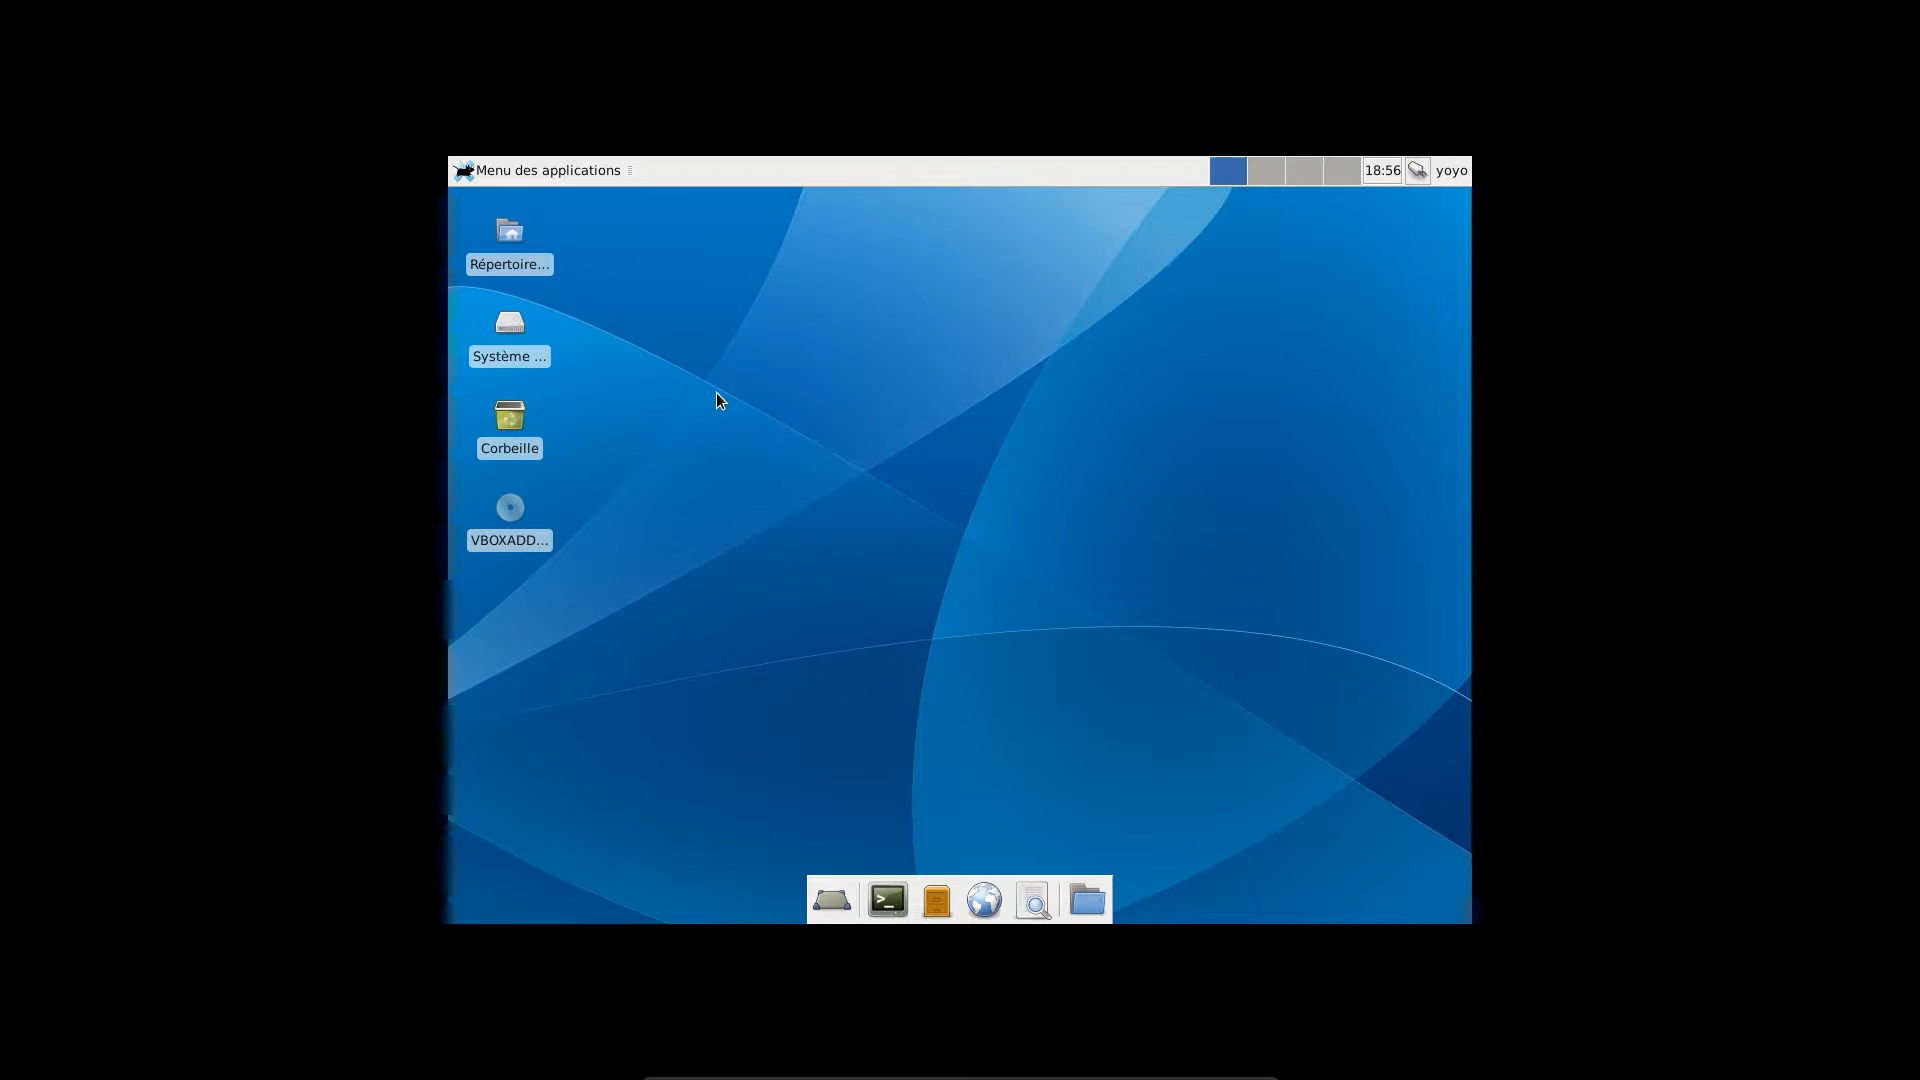 Menu des applications
18:56
yoyo
Répertoire...
Système ...
Corbeille
VBOXADD...